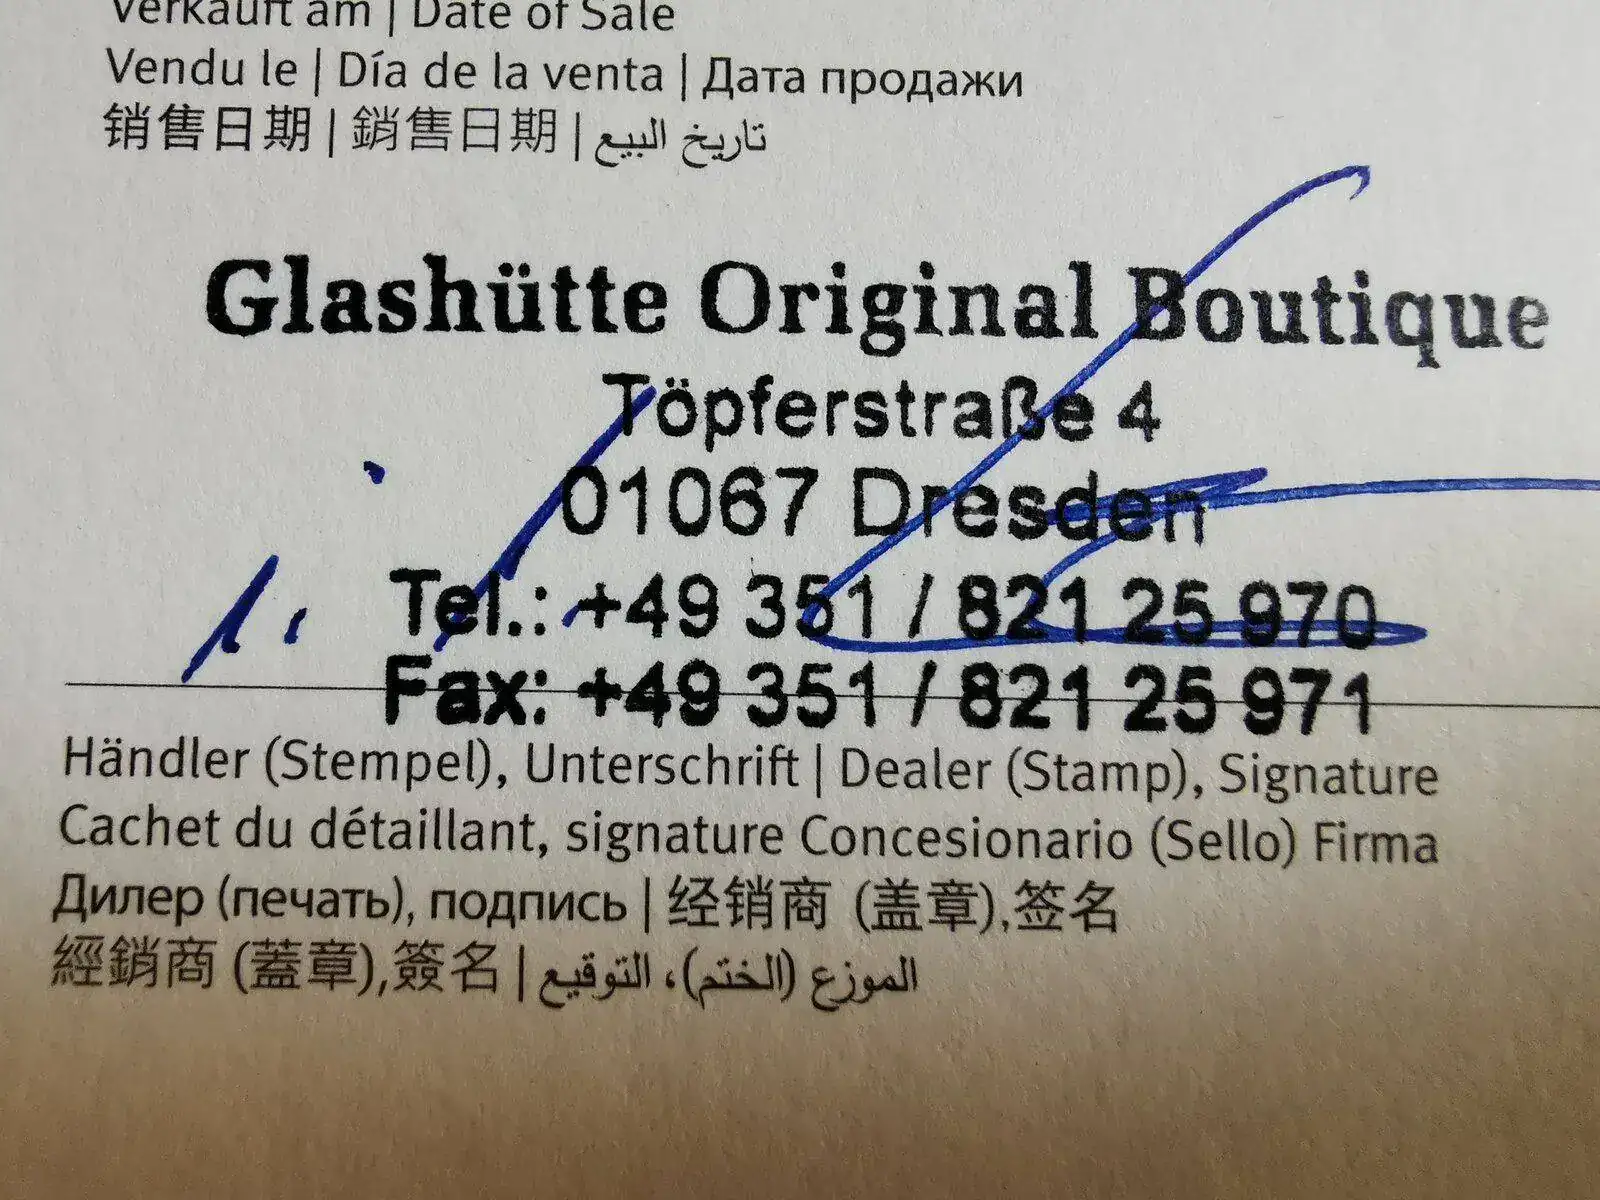 Verkauft am | Date of Sale
Vendu le | Día de la venta | Дата продажи
销售日期 | 銷售日期 | تاريخ البيع
Glashütte Original Boutique
Töpferstraße 4
01067 Dresden
Tel.: +49 351 / 821 25 970
Fax: +49 351 / 821 25 971
Händler (Stempel), Unterschrift | Dealer (Stamp), Signature
Cachet du détaillant, signature Concesionario (Sello) Firma
Дилер (печать), подпись | 经销商 (盖章),签名
經銷商 (蓋章),簽名 | الموزع (الختم)، التوقيع